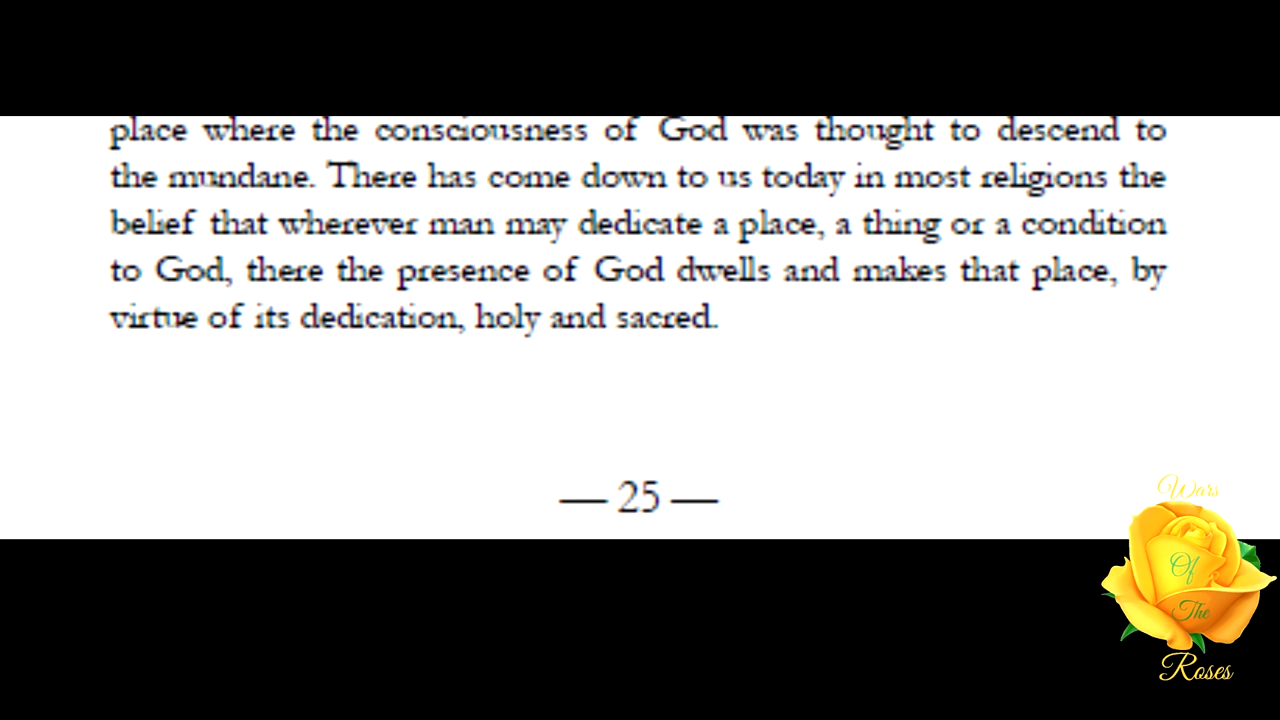 place where the consciousness of God was thought to descend to
the mundane. There has come down to us today in most religions the
belief that wherever man may dedicate a place, a thing or a condition
to God, there the presence of God dwells and makes that place, by
virtue of its dedication, holy and sacred.
— 25 —
Wars
Of
The
Roses